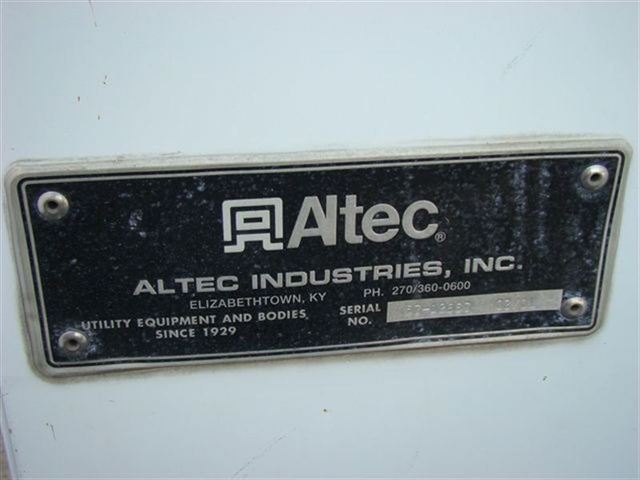 Altec®
ALTEC INDUSTRIES, INC.
ELIZABETHTOWN, KY PH. 270/360-0600
UTILITY EQUIPMENT AND BODIES
SINCE 1929
SERIAL
NO.